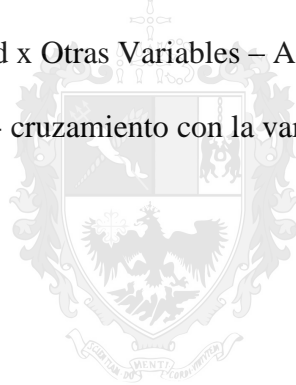 d x Otras Variables – A
- cruzamiento con la var